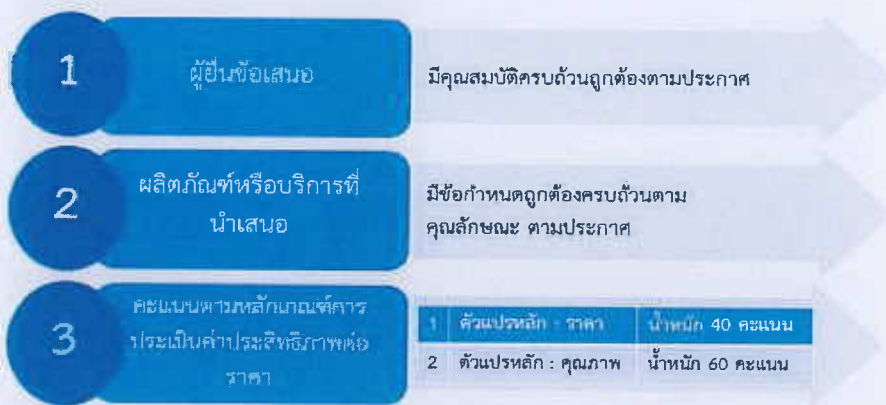 1
ผู้ยื่นข้อเสนอ
มีคุณสมบัติครบถ้วนถูกต้องตามประกาศ
2
ผลิตภัณฑ์หรือบริการที่
นำเสนอ
มีข้อกำหนดถูกต้องครบถ้วนตาม
คุณลักษณะ ตามประกาศ
3
คะแนนตามหลักเกณฑ์การ
ประเมินค่าประสิทธิภาพต่อ
ราคา
1 ตัวแปรหลัก - ราคา น้ำหนัก 40 คะแนน
2 ตัวแปรหลัก : คุณภาพ น้ำหนัก 60 คะแนน